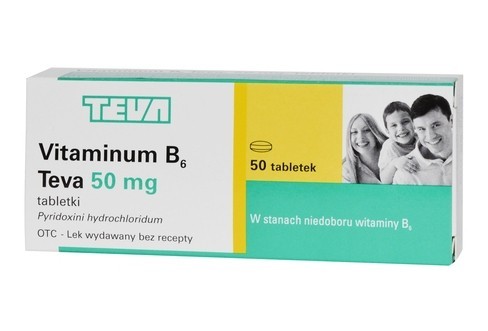 TEVA
Vitaminum B₆
Teva 50 mg
tabletki
Pyridoxini hydrochloridum
OTC - Lek wydawany bez recepty
50 tabletek
W stanach niedoboru witaminy B₆